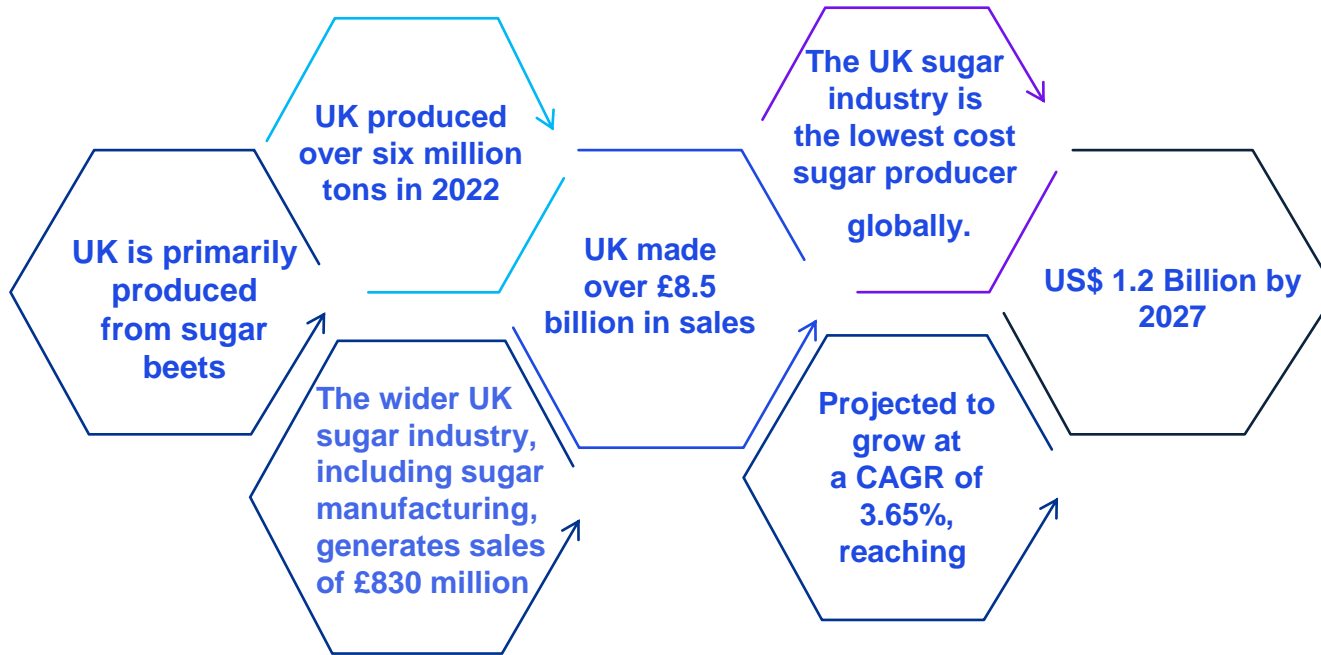 UK is primarily
produced
from sugar
beets
UK produced
over six million
tons in 2022
The wider UK
sugar industry,
including sugar
manufacturing,
generates sales
of £830 million
UK made
over £8.5
billion in sales
The UK sugar
industry is
the lowest cost
sugar producer
globally.
Projected to
grow at
a CAGR of
3.65%,
reaching
US$ 1.2 Billion by
2027